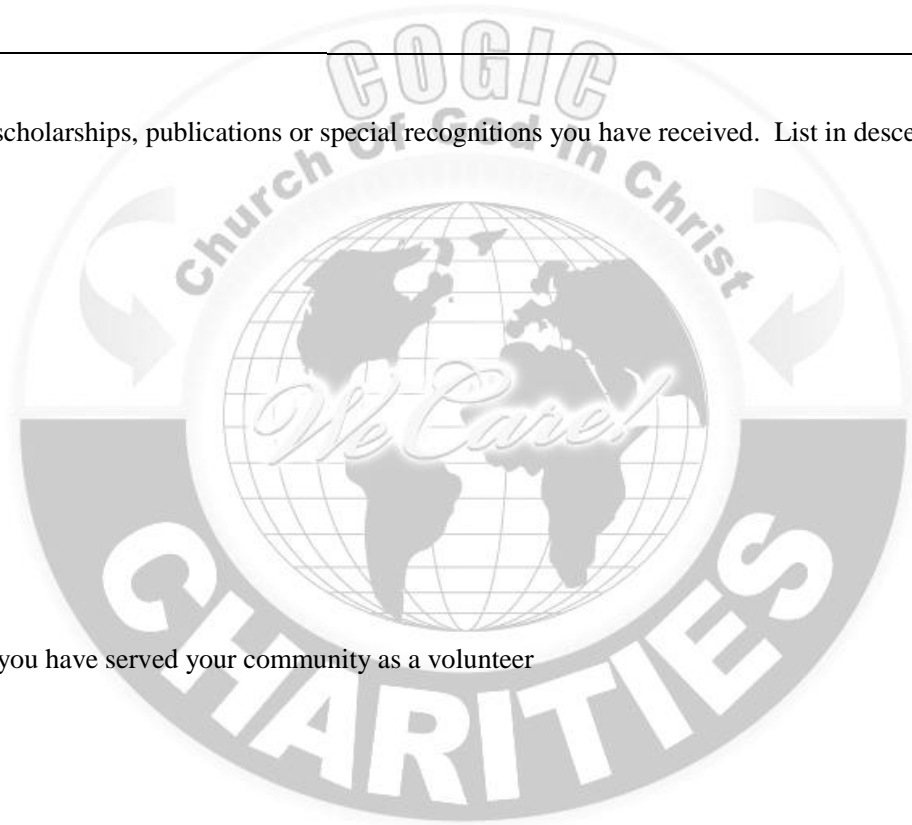 COGIC
Church Of God In Christ
scholarships, publications or special recognitions you have received. List in desce
We Care!
you have served your community as a volunteer
CHARITIES